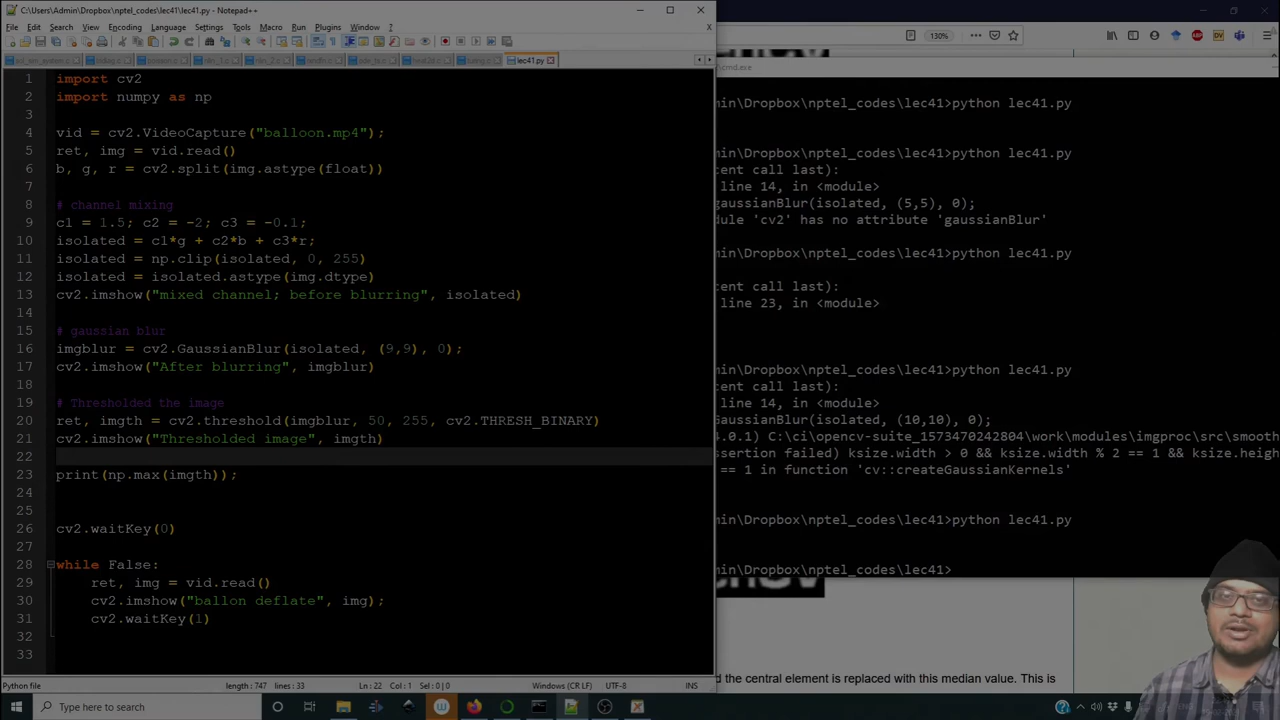 C:\Users\Admin\Dropbox\nptel_codes\lec41\lec41.py - Notepad++
File Edit Search View Encoding Language Settings Tools Macro Run Plugins Window ?
lec41.py
1 import cv2
2 import numpy as np
3
4 vid = cv2.VideoCapture("balloon.mp4");
5 ret, img = vid.read()
6 b, g, r = cv2.split(img.astype(float))
7
8 # channel mixing
9 c1 = 1.5; c2 = -2; c3 = -0.1;
10 isolated = c1*g + c2*b + c3*r;
11 isolated = np.clip(isolated, 0, 255)
12 isolated = isolated.astype(img.dtype)
13 cv2.imshow("mixed channel; before blurring", isolated)
14
15 # gaussian blur
16 imgblur = cv2.GaussianBlur(isolated, (9,9), 0);
17 cv2.imshow("After blurring", imgblur)
18
19 # Thresholded the image
20 ret, imgth = cv2.threshold(imgblur, 50, 255, cv2.THRESH_BINARY)
21 cv2.imshow("Thresholded image", imgth)
22
23 print(np.max(imgth));
24
25
26 cv2.waitKey(0)
27
28 while False:
29 ret, img = vid.read()
30 cv2.imshow("ballon deflate", img);
31 cv2.waitKey(1)
32
33
Python file length : 747 lines : 33 Ln : 22 Col : 1 Sel : 0 | 0 Windows (CR LF) UTF-8 INS
130%
cmd.exe
min\Dropbox\nptel_codes\lec41>python lec41.py
min\Dropbox\nptel_codes\lec41>python lec41.py
cent call last):
line 14, in <module>
gaussianBlur(isolated, (5,5), 0);
dule 'cv2' has no attribute 'gaussianBlur'
min\Dropbox\nptel_codes\lec41>python lec41.py
cent call last):
line 23, in <module>
min\Dropbox\nptel_codes\lec41>python lec41.py
cent call last):
line 14, in <module>
GaussianBlur(isolated, (10,10), 0);
4.0.1) C:\ci\opencv-suite_1573470242804\work\modules\imgproc\src\smooth
ssertion failed) ksize.width > 0 && ksize.width % 2 == 1 && ksize.heigh
== 1 in function 'cv::createGaussianKernels'
min\Dropbox\nptel_codes\lec41>python lec41.py
min\Dropbox\nptel_codes\lec41>
d the central element is replaced with this median value. This is
Type here to search